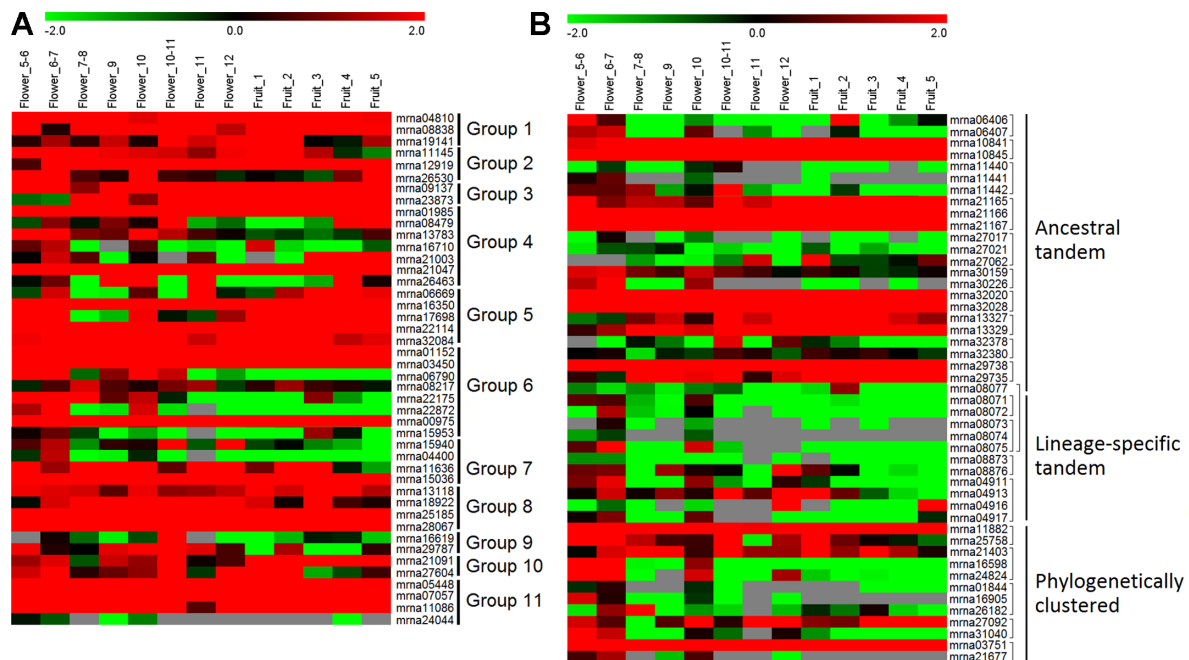 A
-2.0 0.0 2.0
Flower_5-6
Flower_6-7
Flower_7-8
Flower_9
Flower_10
Flower_10-11
Flower_11
Flower_12
Fruit_1
Fruit_2
Fruit_3
Fruit_4
Fruit_5
mrna04810
mrna08838
mrna19141
mrna11145
mrna12919
mrna26530
mrna09137
mrna23873
mrna01985
mrna08479
mrna13783
mrna16710
mrna21003
mrna21047
mrna26463
mrna06669
mrna16350
mrna17698
mrna22114
mrna32084
mrna01152
mrna03450
mrna06790
mrna08217
mrna22175
mrna22872
mrna00975
mrna15953
mrna15940
mrna04400
mrna11636
mrna15036
mrna13118
mrna18922
mrna25185
mrna28067
mrna16619
mrna29787
mrna21091
mrna27604
mrna05448
mrna07057
mrna11086
mrna24044
Group 1
Group 2
Group 3
Group 4
Group 5
Group 6
Group 7
Group 8
Group 9
Group 10
Group 11
B
-2.0 0.0 2.0
Flower_5-6
Flower_6-7
Flower_7-8
Flower_9
Flower_10
Flower_10-11
Flower_11
Flower_12
Fruit_1
Fruit_2
Fruit_3
Fruit_4
Fruit_5
mrna06406
mrna06407
mrna10841
mrna10845
mrna11440
mrna11441
mrna11442
mrna21165
mrna21166
mrna21167
mrna27017
mrna27021
mrna27062
mrna30159
mrna30226
mrna32020
mrna32028
mrna13327
mrna13329
mrna32378
mrna32380
mrna29738
mrna29735
mrna08077
mrna08071
mrna08072
mrna08073
mrna08074
mrna08075
mrna08873
mrna08876
mrna04911
mrna04913
mrna04916
mrna04917
mrna11882
mrna25758
mrna21403
mrna16598
mrna24824
mrna01844
mrna16905
mrna26182
mrna27092
mrna31040
mrna03751
mrna21677
Ancestral
tandem
Lineage-specific
tandem
Phylogenetically
clustered